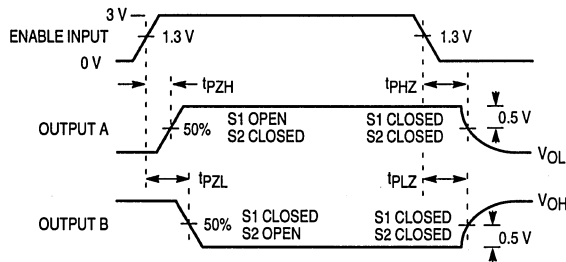 3 V
ENABLE INPUT
1.3 V
1.3 V
0 V
tPZH
tPHZ
OUTPUT A
50%
S1 OPEN
S2 CLOSED
S1 CLOSED
S2 CLOSED
0.5 V
VOL
tPZL
tPLZ
VOH
OUTPUT B
50%
S1 CLOSED
S2 OPEN
S1 CLOSED
S2 CLOSED
0.5 V